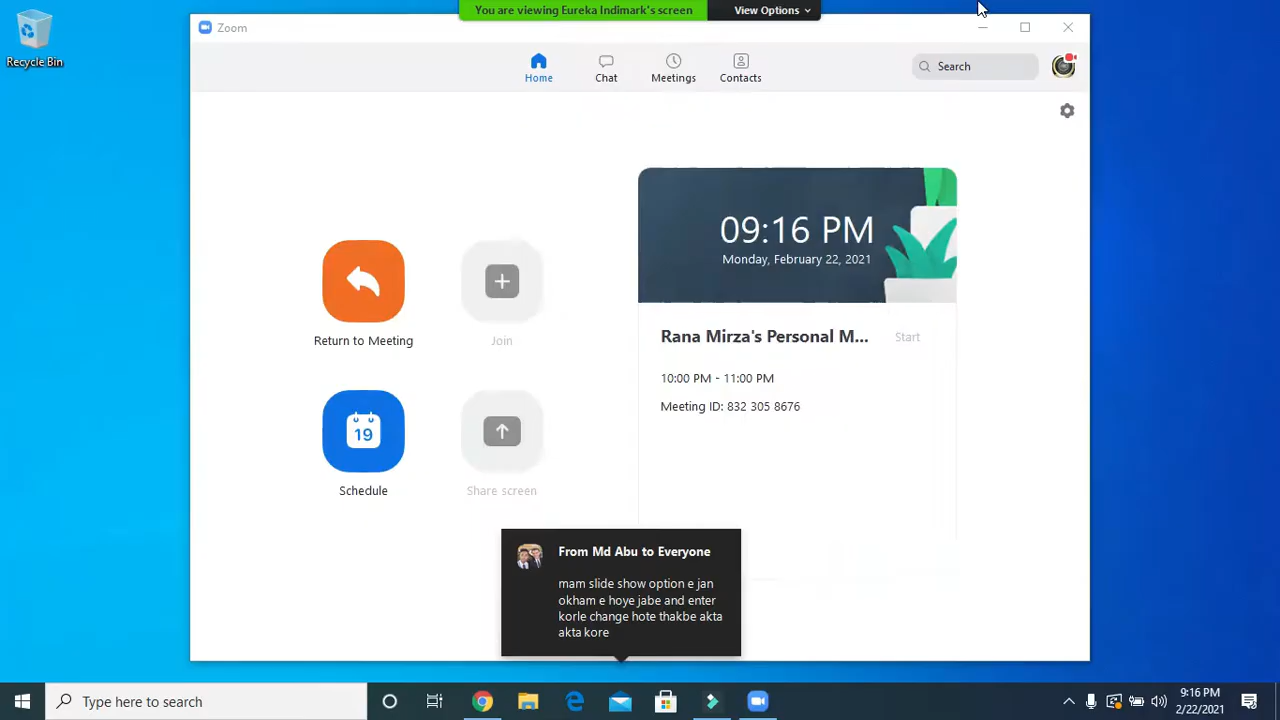 You are viewing Eureka Indimark's screen
View Options
Recycle Bin
Zoom
Home
Chat
Meetings
Contacts
Search
09:16 PM
Monday, February 22, 2021
Return to Meeting
Join
Rana Mirza's Personal M...
Start
10:00 PM - 11:00 PM
Meeting ID: 832 305 8676
19
Schedule
Share screen
From Md Abu to Everyone
mam slide show option e jan
okham e hoye jabe and enter
korle change hote thakbe akta
akta kore
Type here to search
9:16 PM
2/22/2021